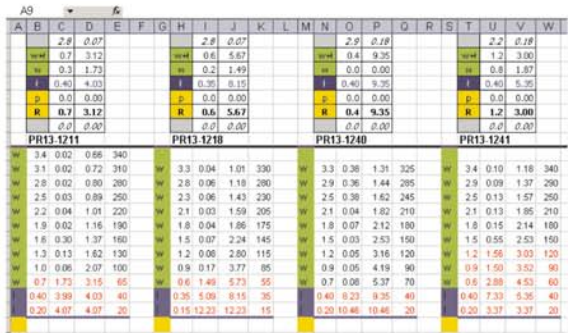 A9 fx
A B C D E F G H I J K L M N O P Q R S T U V W
2.8 0.07 2.8 0.07 2.9 0.18 2.2 0.18
w+l 0.7 3.12 w+l 0.6 5.67 w+l 0.4 9.35 w+l 1.2 3.00
w 0.3 1.73 w 0.2 1.49 w 0.0 0.00 w 0.8 1.87
l 0.40 4.03 l 0.35 8.15 l 0.40 9.35 l 0.40 5.35
p 0.0 0.00 p 0.0 0.00 p 0.0 0.00 p 0.0 0.00
R 0.7 3.12 R 0.6 5.67 R 0.4 9.35 R 1.2 3.00
0.0 0.00 0.0 0.00 0.0 0.00 0.0 0.00
PR13-1211 PR13-1218 PR13-1240 PR13-1241
w 3.4 0.02 0.66 340
w 3.1 0.02 0.72 310 w 3.3 0.04 1.01 330 w 3.3 0.38 1.31 325 w 3.4 0.10 1.18 340
w 2.8 0.02 0.80 280 w 2.8 0.06 1.18 280 w 2.9 0.36 1.44 285 w 2.9 0.09 1.37 290
w 2.5 0.03 0.89 250 w 2.3 0.06 1.43 230 w 2.5 0.38 1.62 245 w 2.5 0.13 1.57 250
w 2.2 0.04 1.01 220 w 2.1 0.03 1.59 205 w 2.1 0.04 1.82 210 w 2.1 0.13 1.85 210
w 1.9 0.02 1.16 190 w 1.8 0.04 1.86 175 w 1.8 0.07 2.12 180 w 1.8 0.15 2.14 180
w 1.6 0.30 1.37 160 w 1.5 0.07 2.24 145 w 1.5 0.03 2.53 150 w 1.5 0.55 2.53 150
w 1.3 0.13 1.62 130 w 1.2 0.08 2.80 115 w 1.2 0.05 3.16 120 w 1.2 1.56 3.03 120
w 1.0 0.06 2.07 100 w 0.9 0.17 3.77 85 w 0.9 0.05 4.19 90 w 0.9 1.50 3.52 90
w 0.7 1.73 3.15 65 w 0.6 1.49 5.73 55 w 0.7 0.08 5.37 70 w 0.6 2.88 4.53 60
l 0.40 3.99 4.03 40 l 0.35 5.09 8.15 35 l 0.40 8.23 9.35 40 l 0.40 7.33 5.35 40
0.20 4.07 4.07 20 0.15 12.23 12.23 15 0.20 10.46 10.46 20 0.20 3.37 3.37 20